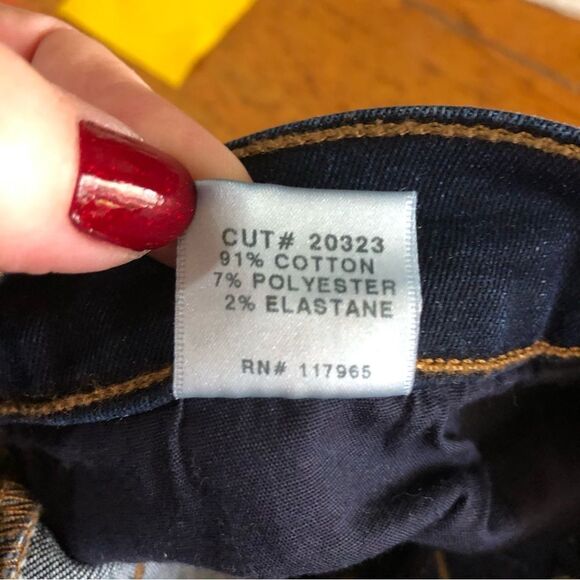 CUT# 20323
91% COTTON
7% POLYESTER
2% ELASTANE
RN# 117965